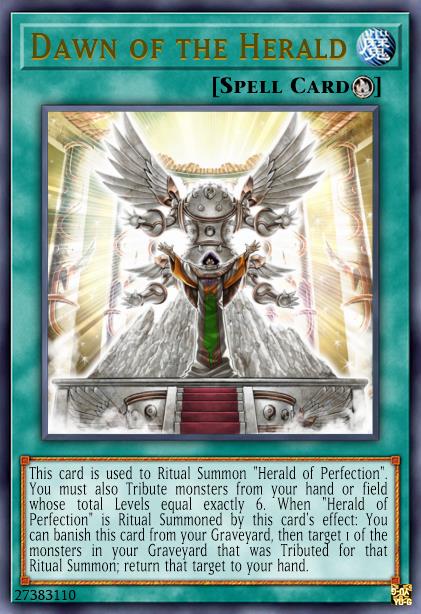 Dawn of the Herald
魔
[Spell Card]
This card is used to Ritual Summon "Herald of Perfection".
You must also Tribute monsters from your hand or field
whose total Levels equal exactly 6. When "Herald of
Perfection" is Ritual Summoned by this card's effect: You
can banish this card from your Graveyard, then target 1 of the
monsters in your Graveyard that was Tributed for that
Ritual Summon; return that target to your hand.
27383110